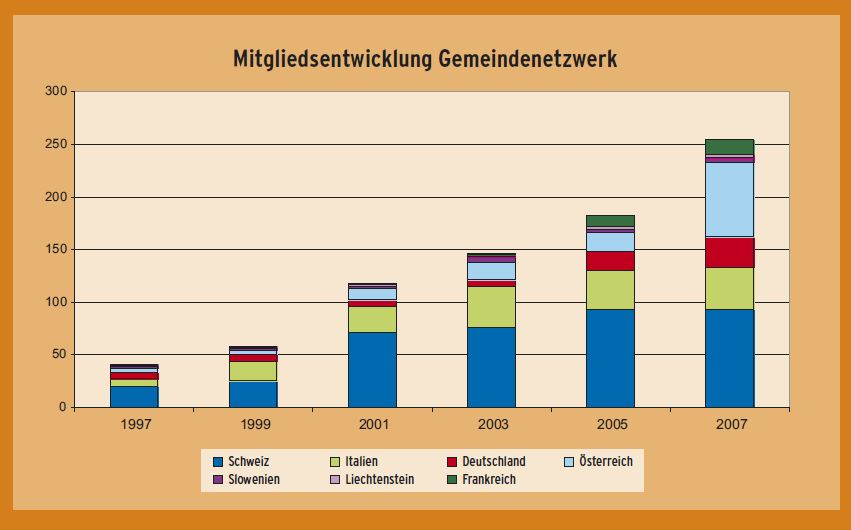 Mitgliedsentwicklung Gemeindenetzwerk
300
250
200
150
100
50
0
1997 1999 2001 2003 2005 2007
Schweiz Italien Deutschland Österreich
Slowenien Liechtenstein Frankreich